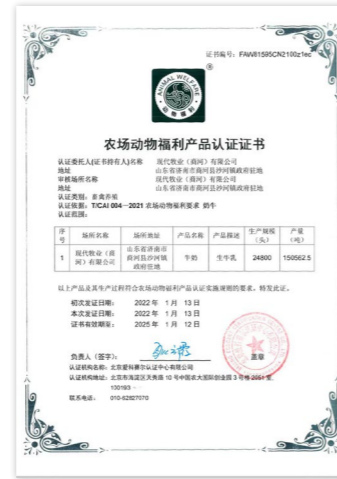 证书编号：FAW81595CN2100z1ec
ANIMAL WELFARE
动物福利
®
农场动物福利产品认证证书
认证委托人(证书持有人)名称 现代牧业（商河）有限公司
地址 山东省济南市商河县沙河镇政府驻地
审核场所名称 现代牧业（商河）有限公司
地址 山东省济南市商河县沙河镇政府驻地
认证类别：畜禽养殖
认证依据：T/CAI 004—2021 农场动物福利要求 奶牛
认证范围：
序号 场所名称 场所地址 产品名称 产品描述 生产规模（头） 产量（吨）
1 现代牧业（商河）有限公司 山东省济南市商河县沙河镇政府驻地 牛奶 生牛乳 24800 150562.5
以上产品及其生产过程符合农场动物福利产品认证实施规则的要求，特发此证。
初次发证日期： 2022 年 1 月 13 日
本次发证日期： 2022 年 1 月 13 日
证书有效期至： 2025 年 1 月 12 日
负责人（签字）： 盖章
认证机构名称：北京爱科赛尔认证中心有限公司
认证机构地址：北京市海淀区天秀路 10 号中国农大国际创业园 3 号楼 2051 室，
100193
联系电话： 010-62827070